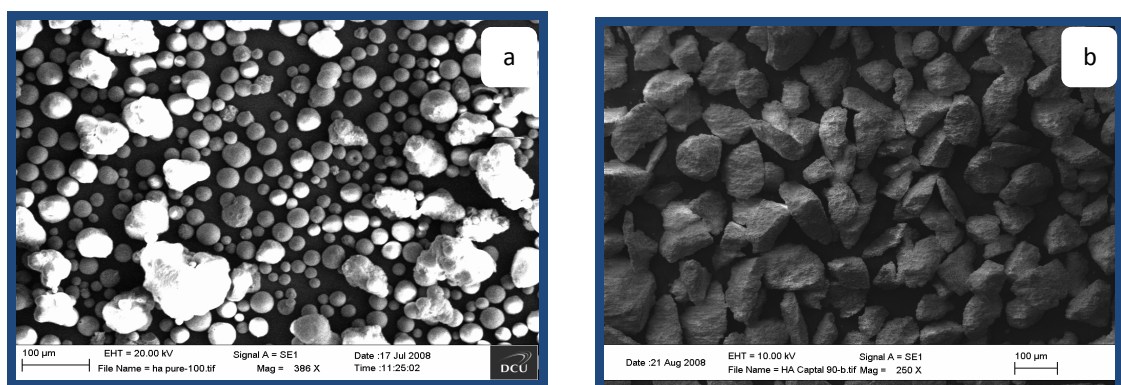 a
b
100 µm
EHT = 20.00 kV
Signal A = SE1
Date :17 Jul 2008
File Name = ha pure-100.tif
Mag = 386 X
Time :11:25:02
DCU
Date :21 Aug 2008
EHT = 10.00 kV
Signal A = SE1
100 µm
File Name = HA Captal 90-b.tif
Mag = 250 X